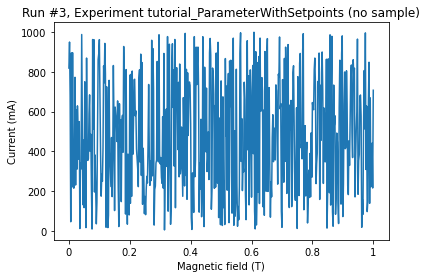 Run #3, Experiment tutorial_ParameterWithSetpoints (no sample)
1000
800
600
400
200
0
Current (mA)
0 0.2 0.4 0.6 0.8 1
Magnetic field (T)